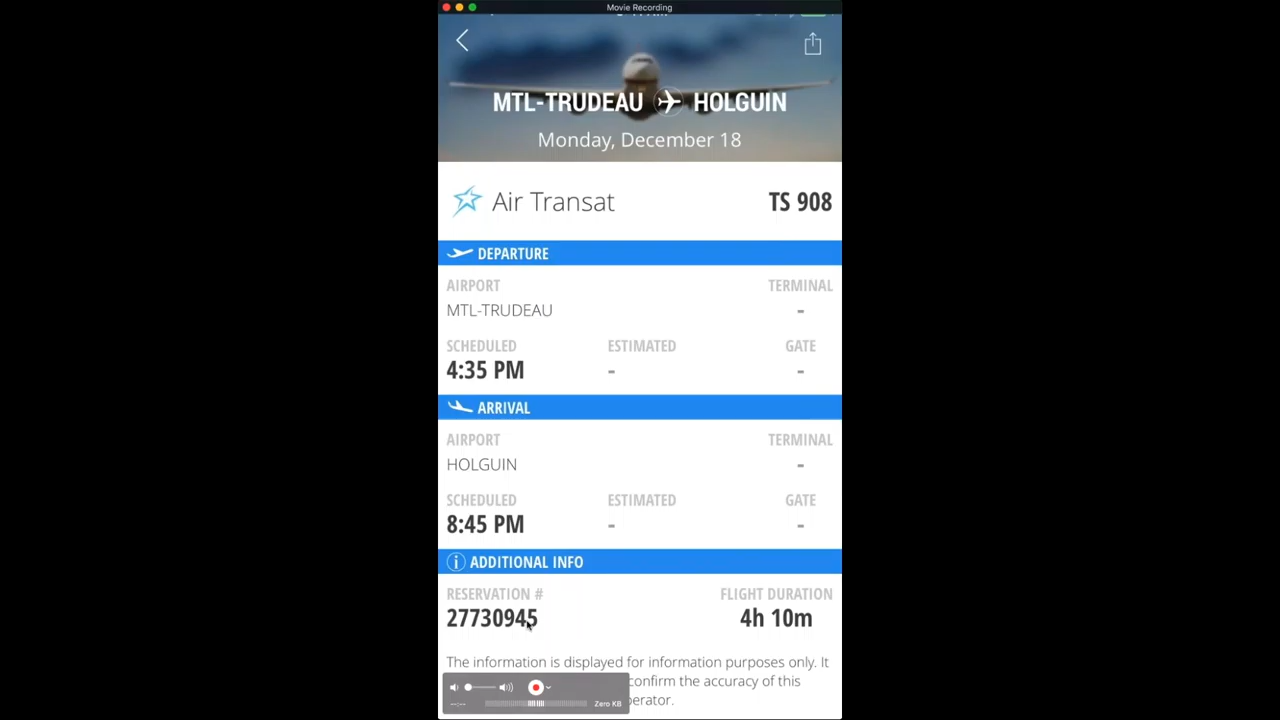 Movie Recording
MTL-TRUDEAU HOLGUIN
Monday, December 18
Air Transat TS 908
DEPARTURE
AIRPORT TERMINAL
MTL-TRUDEAU -
SCHEDULED ESTIMATED GATE
4:35 PM - -
ARRIVAL
AIRPORT TERMINAL
HOLGUIN -
SCHEDULED ESTIMATED GATE
8:45 PM - -
ADDITIONAL INFO
RESERVATION # FLIGHT DURATION
27730945 4h 10m
The information is displayed for information purposes only. It
confirm the accuracy of this
--:-- Zero KB